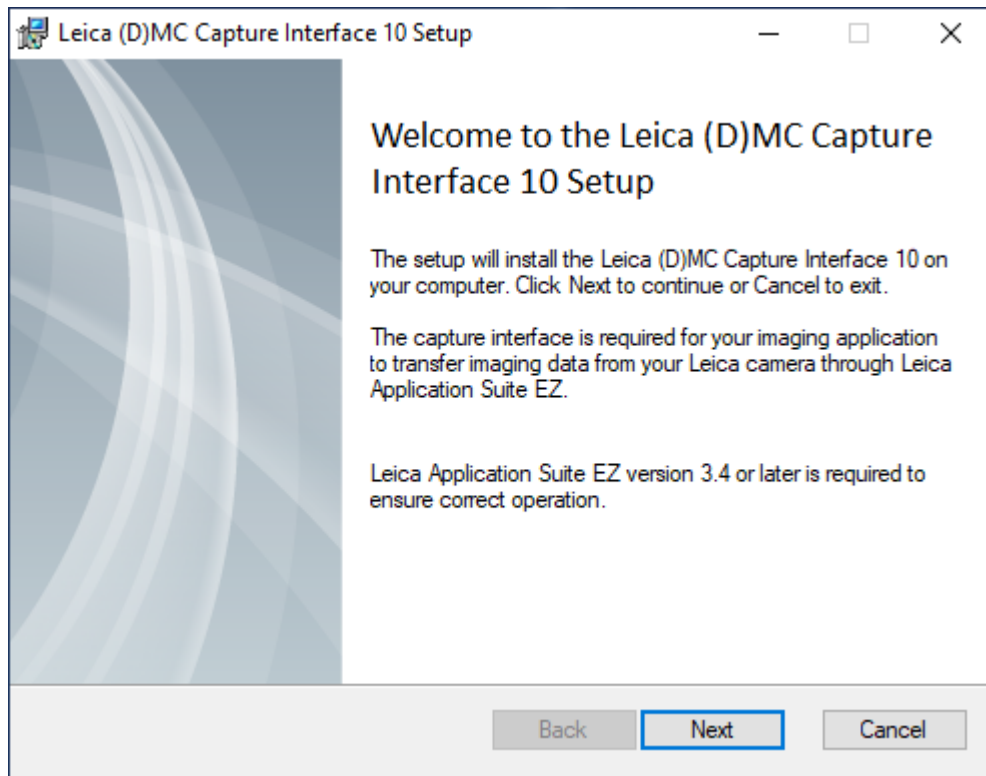 Leica (D)MC Capture Interface 10 Setup
Welcome to the Leica (D)MC Capture
Interface 10 Setup
The setup will install the Leica (D)MC Capture Interface 10 on
your computer. Click Next to continue or Cancel to exit.
The capture interface is required for your imaging application
to transfer imaging data from your Leica camera through Leica
Application Suite EZ.
Leica Application Suite EZ version 3.4 or later is required to
ensure correct operation.
Back Next Cancel